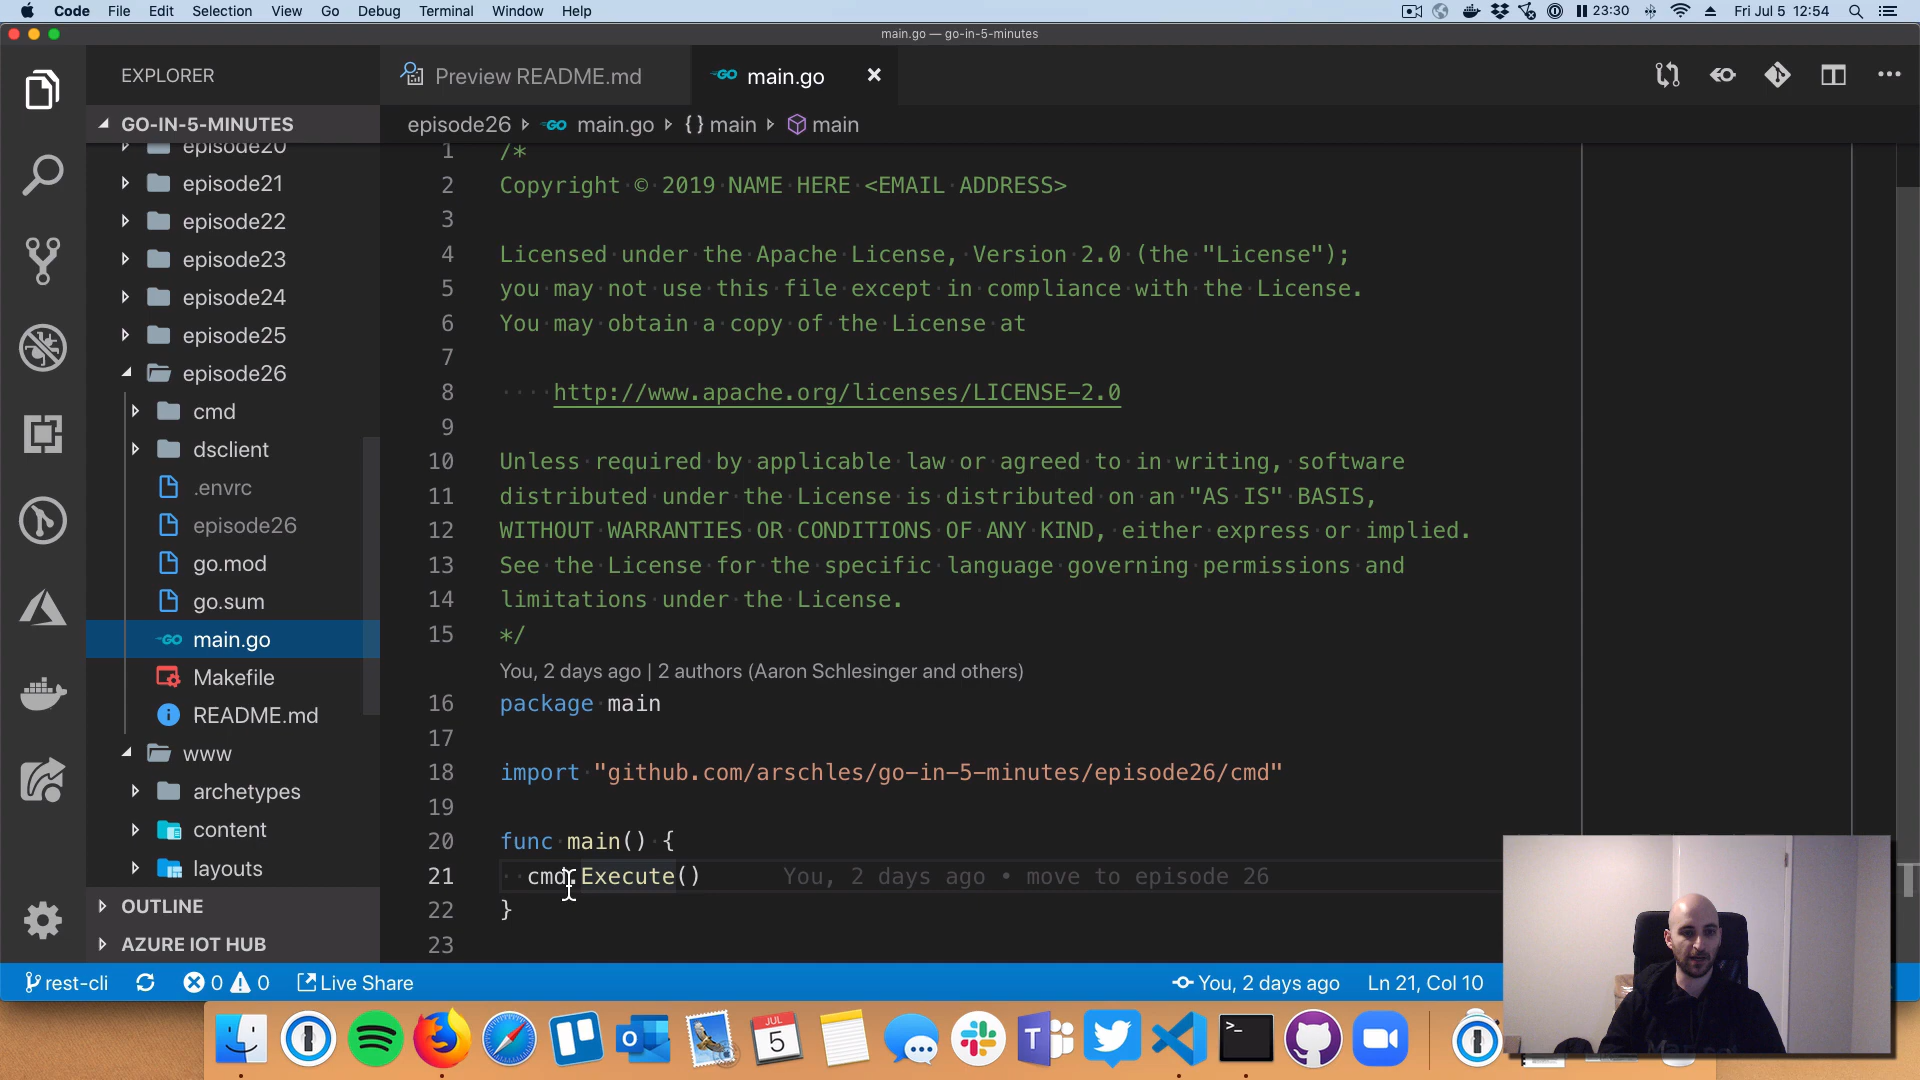 Code File Edit Selection View Go Debug Terminal Window Help 23:30 Fri Jul 5 12:54
main.go — go-in-5-minutes
EXPLORER
Preview README.md
main.go
GO-IN-5-MINUTES
episode26 main.go {} main main
episode20
episode21
episode22
episode23
episode24
episode25
episode26
cmd
dsclient
.envrc
episode26
go.mod
go.sum
main.go
Makefile
README.md
www
archetypes
content
layouts
OUTLINE
AZURE IOT HUB
1 /*
2 Copyright © 2019 NAME HERE <EMAIL ADDRESS>
3
4 Licensed under the Apache License, Version 2.0 (the "License");
5 you may not use this file except in compliance with the License.
6 You may obtain a copy of the License at
7
8 http://www.apache.org/licenses/LICENSE-2.0
9
10 Unless required by applicable law or agreed to in writing, software
11 distributed under the License is distributed on an "AS IS" BASIS,
12 WITHOUT WARRANTIES OR CONDITIONS OF ANY KIND, either express or implied.
13 See the License for the specific language governing permissions and
14 limitations under the License.
15 */
You, 2 days ago | 2 authors (Aaron Schlesinger and others)
16 package main
17
18 import "github.com/arschles/go-in-5-minutes/episode26/cmd"
19
20 func main() {
21 cmd.Execute() You, 2 days ago • move to episode 26
22 }
23
rest-cli 0 0 Live Share You, 2 days ago Ln 21, Col 10
JUL
5